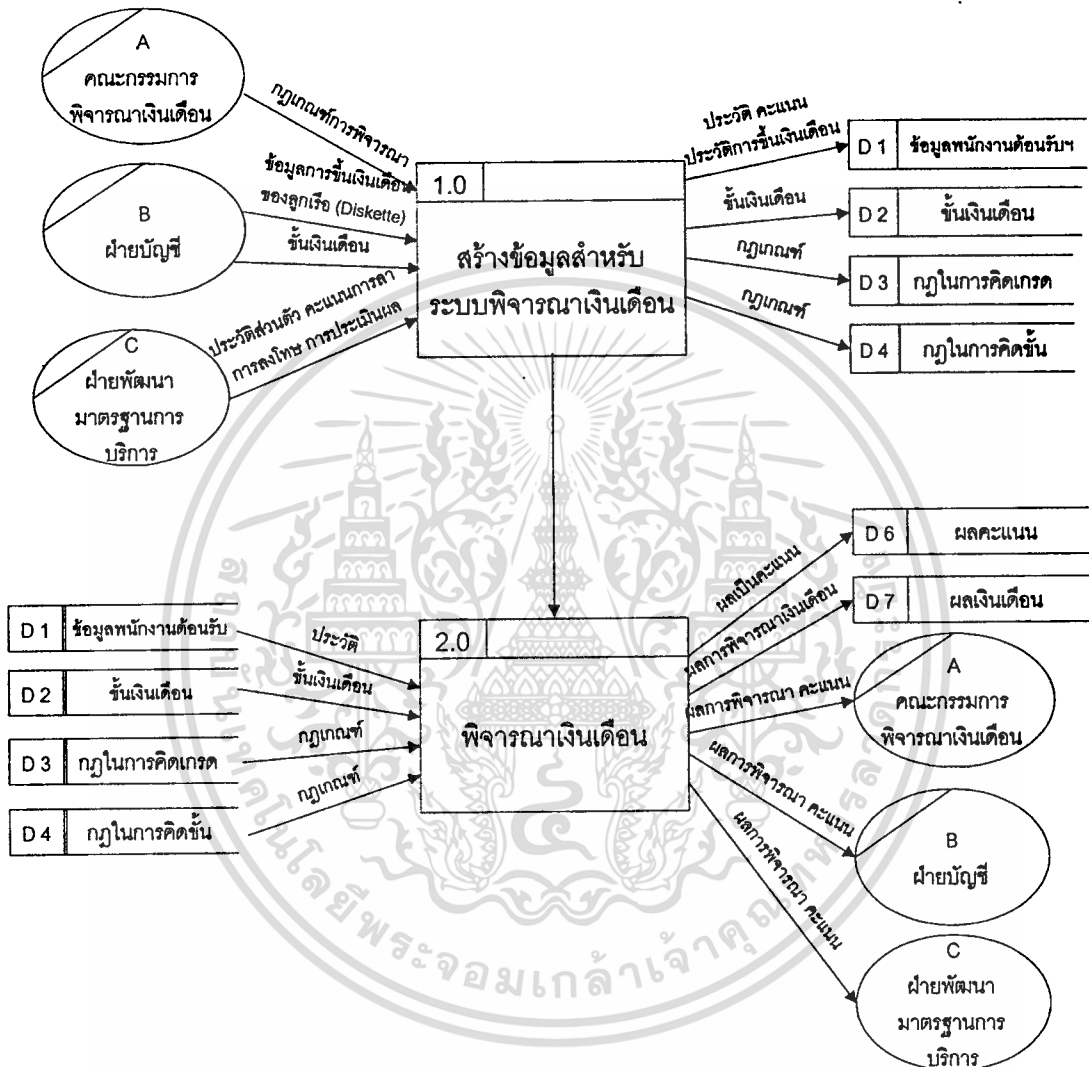 A
คณะกรรมการ
พิจารณาเงินเดือน
กฎเกณฑ์การพิจารณา
B
ฝ่ายบัญชี
ข้อมูลการขึ้นเงินเดือน
ของลูกเรือ (Diskette)
ขั้นเงินเดือน
C
ฝ่ายพัฒนา
มาตรฐานการ
บริการ
ประวัติส่วนตัว คะแนนการลา
การลงโทษ การประเมินผล
1.0
สร้างข้อมูลสำหรับ
ระบบพิจารณาเงินเดือน
ประวัติ คะแนน
ประวัติการขึ้นเงินเดือน
D 1 ข้อมูลพนักงานต้อนรับฯ
ขั้นเงินเดือน
D 2 ขั้นเงินเดือน
กฎเกณฑ์
D 3 กฎในการคิดเกรด
กฎเกณฑ์
D 4 กฎในการคิดขั้น
D 1 ข้อมูลพนักงานต้อนรับ
ประวัติ
D 2 ขั้นเงินเดือน
ขั้นเงินเดือน
D 3 กฎในการคิดเกรด
กฎเกณฑ์
D 4 กฎในการคิดขั้น
กฎเกณฑ์
2.0
พิจารณาเงินเดือน
ผลเป็นคะแนน
D 6 ผลคะแนน
ผลการพิจารณาเงินเดือน
D 7 ผลเงินเดือน
ผลการพิจารณา คะแนน
A
คณะกรรมการ
พิจารณาเงินเดือน
ผลการพิจารณา คะแนน
B
ฝ่ายบัญชี
ผลการพิจารณา คะแนน
C
ฝ่ายพัฒนา
มาตรฐานการ
บริการ